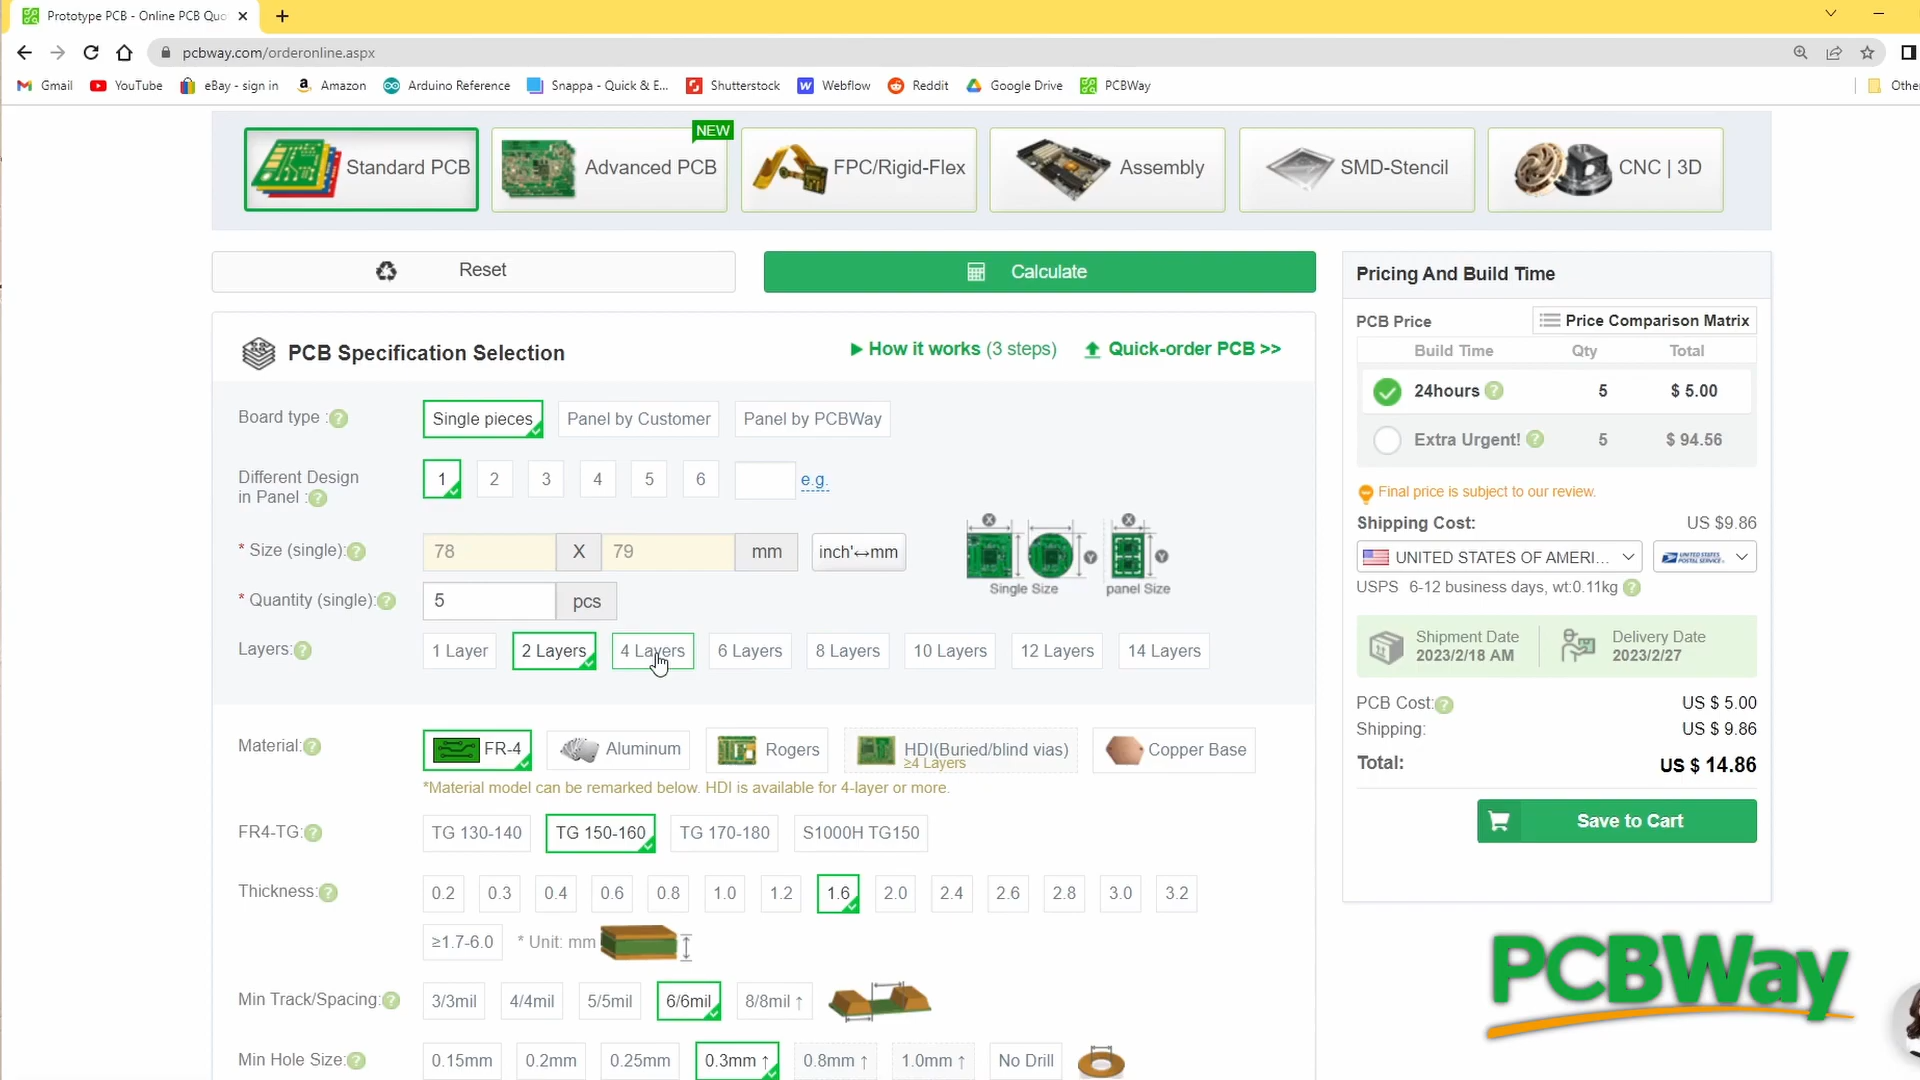 Prototype PCB - Online PCB Quo
pcbway.com/orderonline.aspx
Gmail YouTube eBay - sign in Amazon Arduino Reference Snappa - Quick & E... Shutterstock Webflow Reddit Google Drive PCBWay Other
Standard PCB
NEW
Advanced PCB
FPC/Rigid-Flex
Assembly
SMD-Stencil
CNC | 3D
Reset
Calculate
PCB Specification Selection
How it works (3 steps)
Quick-order PCB >>
Board type : Single pieces Panel by Customer Panel by PCBWay
Different Design
in Panel : 1 2 3 4 5 6 e.g.
* Size (single): 78 X 79 mm inch'↔mm
X X
Y Y
Single Size panel Size
* Quantity (single): 5 pcs
Layers: 1 Layer 2 Layers 4 Layers 6 Layers 8 Layers 10 Layers 12 Layers 14 Layers
Material: FR-4 Aluminum Rogers HDI(Buried/blind vias) Copper Base
≥4 Layers
*Material model can be remarked below. HDI is available for 4-layer or more.
FR4-TG: TG 130-140 TG 150-160 TG 170-180 S1000H TG150
Thickness: 0.2 0.3 0.4 0.6 0.8 1.0 1.2 1.6 2.0 2.4 2.6 2.8 3.0 3.2
≥1.7-6.0 * Unit: mm
Min Track/Spacing: 3/3mil 4/4mil 5/5mil 6/6mil 8/8mil ↑
Min Hole Size: 0.15mm 0.2mm 0.25mm 0.3mm ↑ 0.8mm ↑ 1.0mm ↑ No Drill
Pricing And Build Time
PCB Price Price Comparison Matrix
Build Time Qty Total
24hours 5 $ 5.00
Extra Urgent! 5 $ 94.56
Final price is subject to our review.
Shipping Cost: US $9.86
UNITED STATES OF AMERI... UNITED STATES POSTAL SERVICE
USPS 6-12 business days, wt:0.11kg
Shipment Date Delivery Date
2023/2/18 AM 2023/2/27
PCB Cost: US $ 5.00
Shipping: US $ 9.86
Total: US $ 14.86
Save to Cart
PCBWay